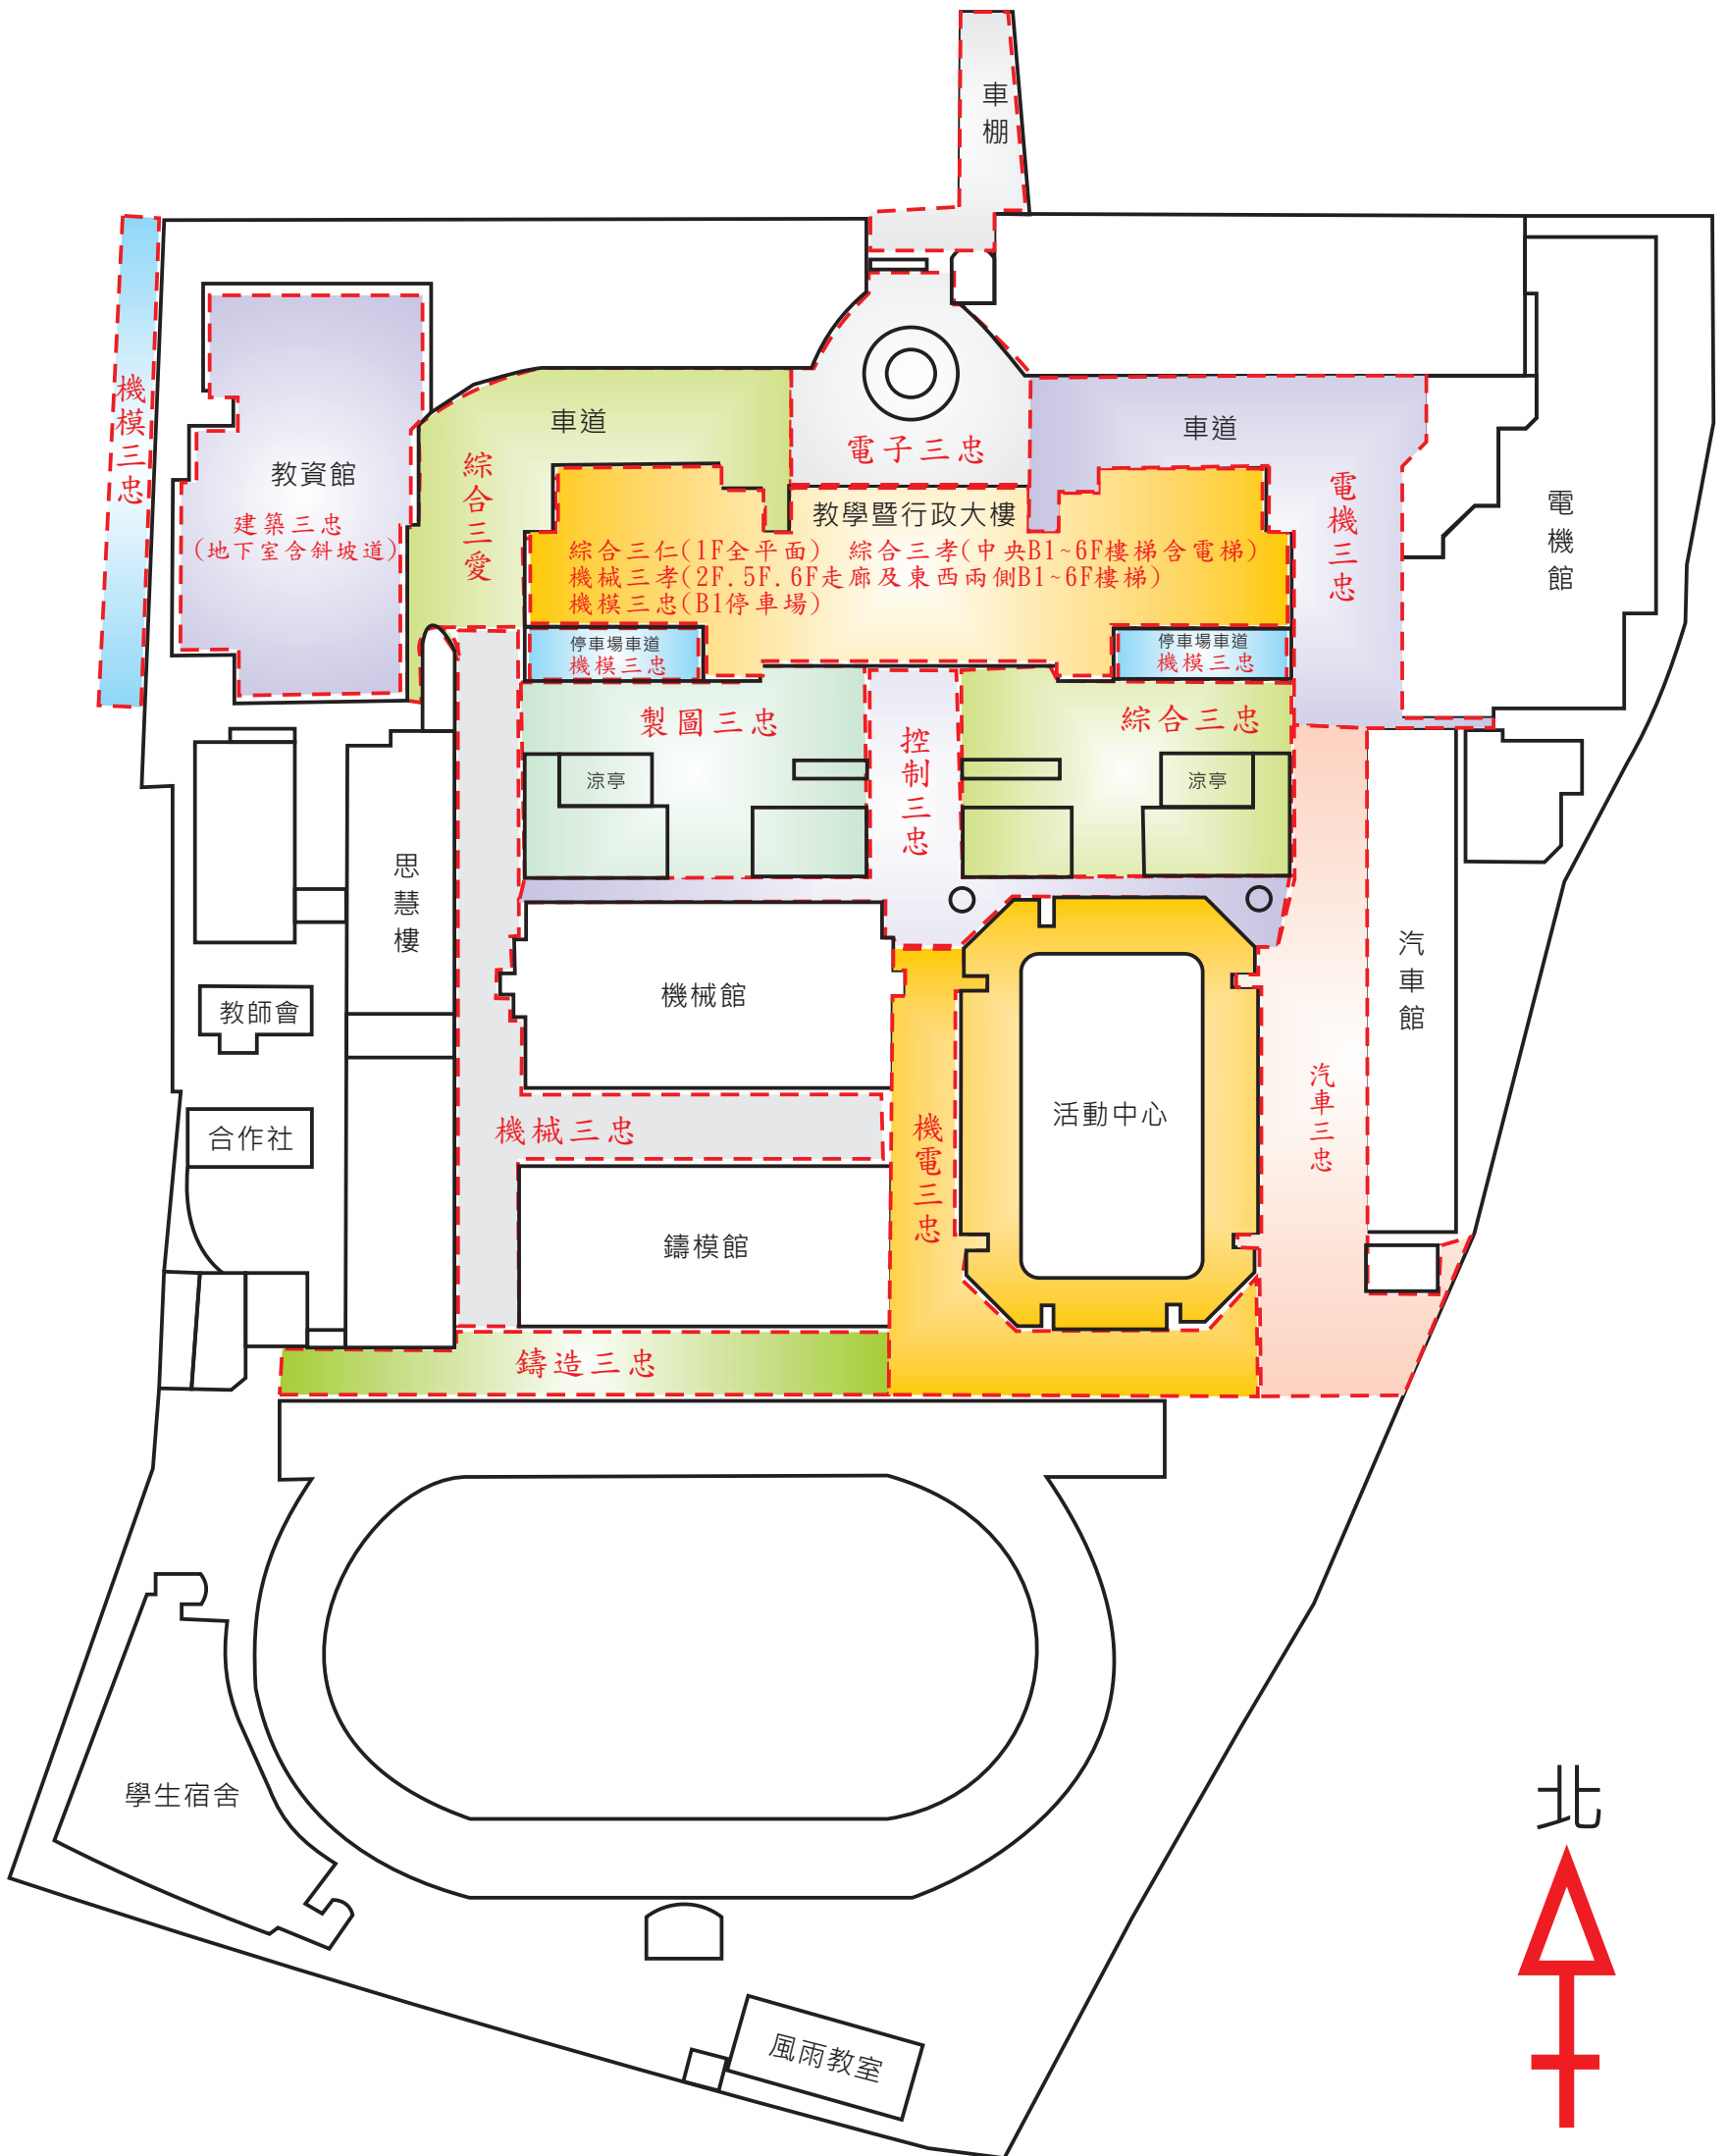 車棚
機模三忠
車道
車道
電子三忠
綜合三愛
教資館
建築三忠
(地下室含斜坡道)
電機三忠
電機館
教學暨行政大樓
綜合三仁(1F全平面) 綜合三孝(中央B1~6F樓梯含電梯)
機械三孝(2F.5F.6F走廊及東西兩側B1~6F樓梯)
機模三忠(B1停車場)
停車場車道
機模三忠
停車場車道
機模三忠
製圖三忠
控制三忠
綜合三忠
涼亭
涼亭
思慧樓
機械館
汽車館
教師會
活動中心
汽車三忠
合作社
機械三忠
機電三忠
鑄模館
鑄造三忠
學生宿舍
北
風雨教室